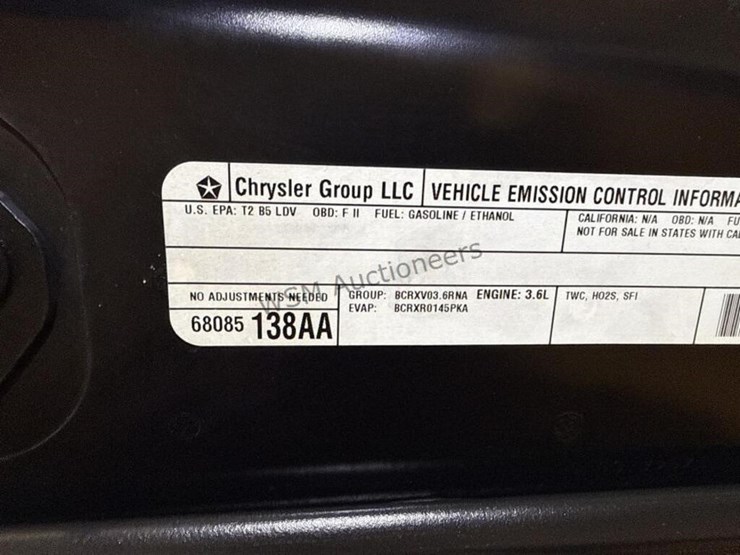 Chrysler Group LLC VEHICLE EMISSION CONTROL
U.S. EPA: T2 B5 LDV OBD: F II FUEL: GASOLINE / ETHANOL
CALIFORNIA: N/A OBD: N/A
NOT FOR SALE IN STATES WITH
WSM Auctioneers
NO ADJUSTMENTS NEEDED
68085 138AA
GROUP: BCRXV03.6RNA ENGINE: 3.6L
EVAP: BCRXR0145PKA
TWC, HO2S, SFI